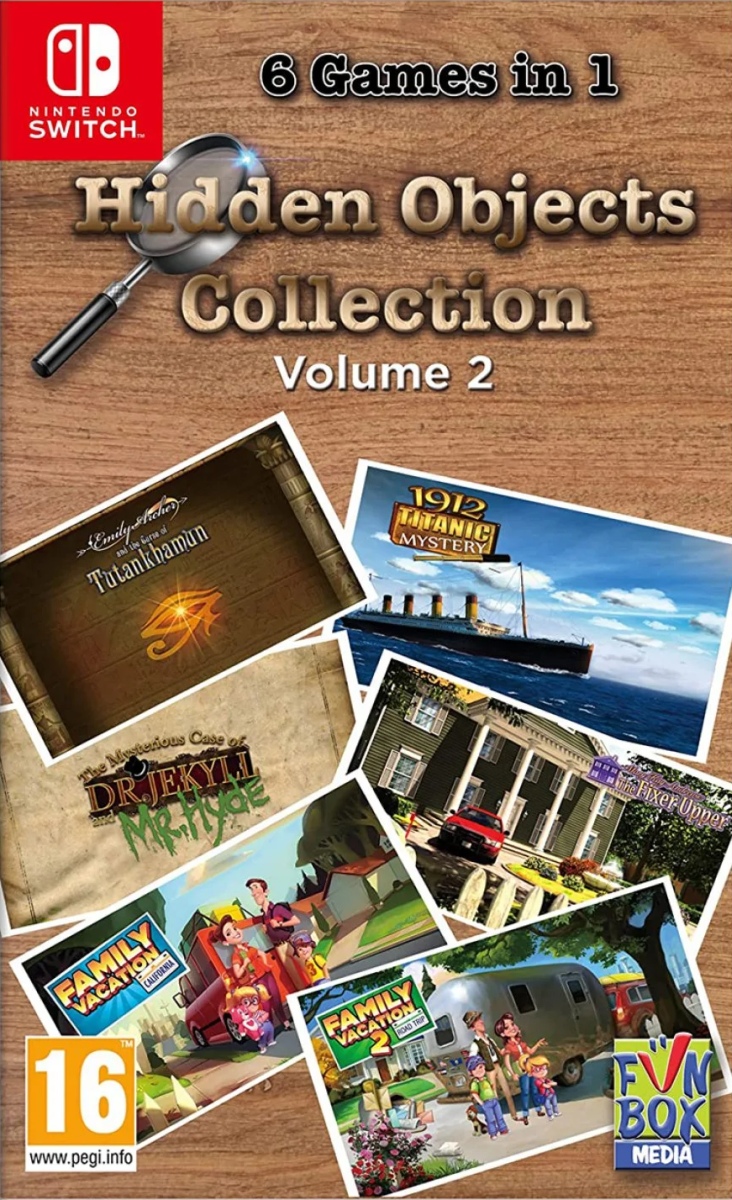 NINTENDO
SWITCH™
6 Games in 1
Hidden Objects
Collection
Volume 2
Emily Archer
and the Curse of
Tutankhamun
1912
TITANIC
MYSTERY
The Mysterious Case of
DR. JEKYLL
and
Mr. Hyde
The Fixer Upper
FAMILY
VACATION
CALIFORNIA
FAMILY
VACATION
2
ROAD TRIP
16™
www.pegi.info
FUN
BOX
MEDIA